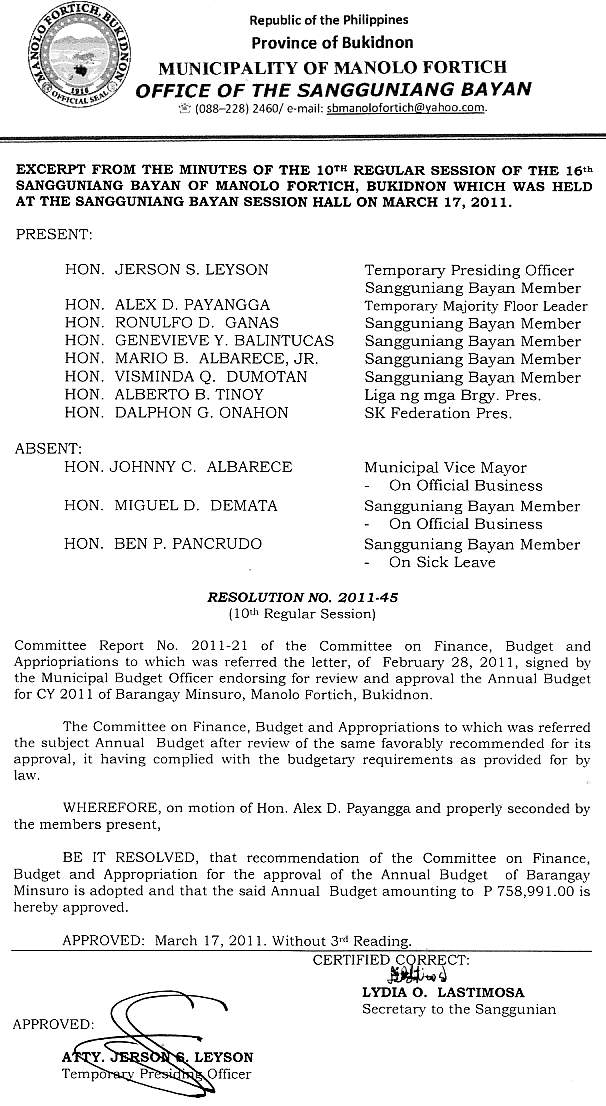 MANOLO FORTICH, BUKIDNON
1916
OFFICIAL SEAL
Republic of the Philippines
Province of Bukidnon
MUNICIPALITY OF MANOLO FORTICH
OFFICE OF THE SANGGUNIANG BAYAN
☏ (088–228) 2460/ e-mail: sbmanolofortich@yahoo.com.
EXCERPT FROM THE MINUTES OF THE 10TH REGULAR SESSION OF THE 16th
SANGGUNIANG BAYAN OF MANOLO FORTICH, BUKIDNON WHICH WAS HELD
AT THE SANGGUNIANG BAYAN SESSION HALL ON MARCH 17, 2011.
PRESENT:
HON. JERSON S. LEYSON Temporary Presiding Officer
Sangguniang Bayan Member
HON. ALEX D. PAYANGGA Temporary Majority Floor Leader
HON. RONULFO D. GANAS Sangguniang Bayan Member
HON. GENEVIEVE Y. BALINTUCAS Sangguniang Bayan Member
HON. MARIO B. ALBARECE, JR. Sangguniang Bayan Member
HON. VISMINDA Q. DUMOTAN Sangguniang Bayan Member
HON. ALBERTO B. TINOY Liga ng mga Brgy. Pres.
HON. DALPHON G. ONAHON SK Federation Pres.
ABSENT:
HON. JOHNNY C. ALBARECE Municipal Vice Mayor
- On Official Business
HON. MIGUEL D. DEMATA Sangguniang Bayan Member
- On Official Business
HON. BEN P. PANCRUDO Sangguniang Bayan Member
- On Sick Leave
RESOLUTION NO. 2011-45
(10th Regular Session)
Committee Report No. 2011-21 of the Committee on Finance, Budget and
Appriopriations to which was referred the letter, of February 28, 2011, signed by
the Municipal Budget Officer endorsing for review and approval the Annual Budget
for CY 2011 of Barangay Minsuro, Manolo Fortich, Bukidnon.
The Committee on Finance, Budget and Appropriations to which was referred
the subject Annual Budget after review of the same favorably recommended for its
approval, it having complied with the budgetary requirements as provided for by
law.
WHEREFORE, on motion of Hon. Alex D. Payangga and properly seconded by
the members present,
BE IT RESOLVED, that recommendation of the Committee on Finance,
Budget and Appropriation for the approval of the Annual Budget of Barangay
Minsuro is adopted and that the said Annual Budget amounting to P 758,991.00 is
hereby approved.
APPROVED: March 17, 2011. Without 3rd Reading.
CERTIFIED CORRECT:
LYDIA O. LASTIMOSA
Secretary to the Sanggunian
APPROVED:
ATTY. JERSON S. LEYSON
Temporary Presiding Officer